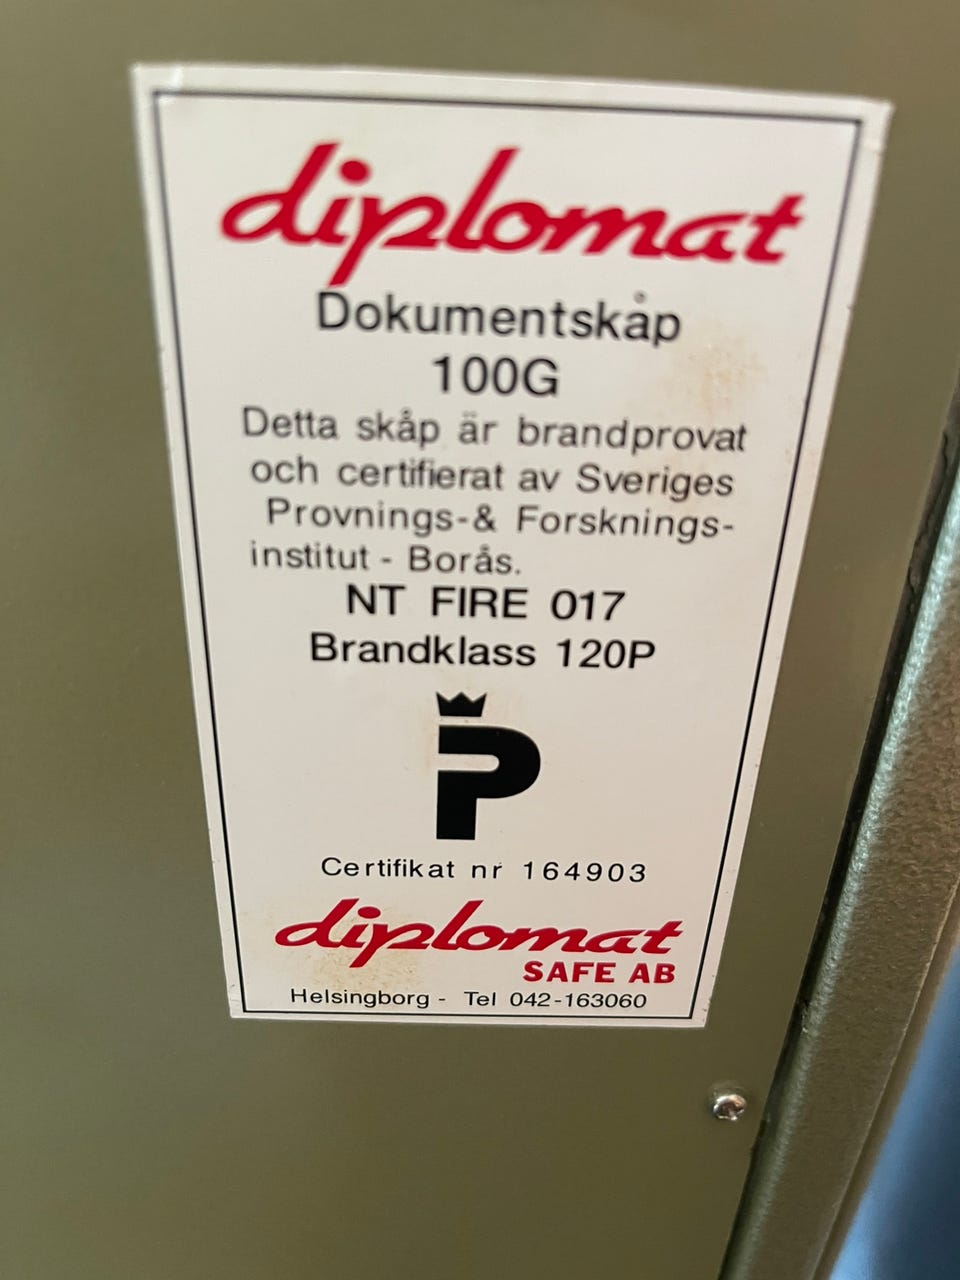 diplomat
Dokumentskåp
100G
Detta skåp är brandprovat
och certifierat av Sveriges
Provnings-& Forsknings-
institut - Borås.
NT FIRE 017
Brandklass 120P
P
Certifikat nr 164903
diplomat
SAFE AB
Helsingborg - Tel 042-163060